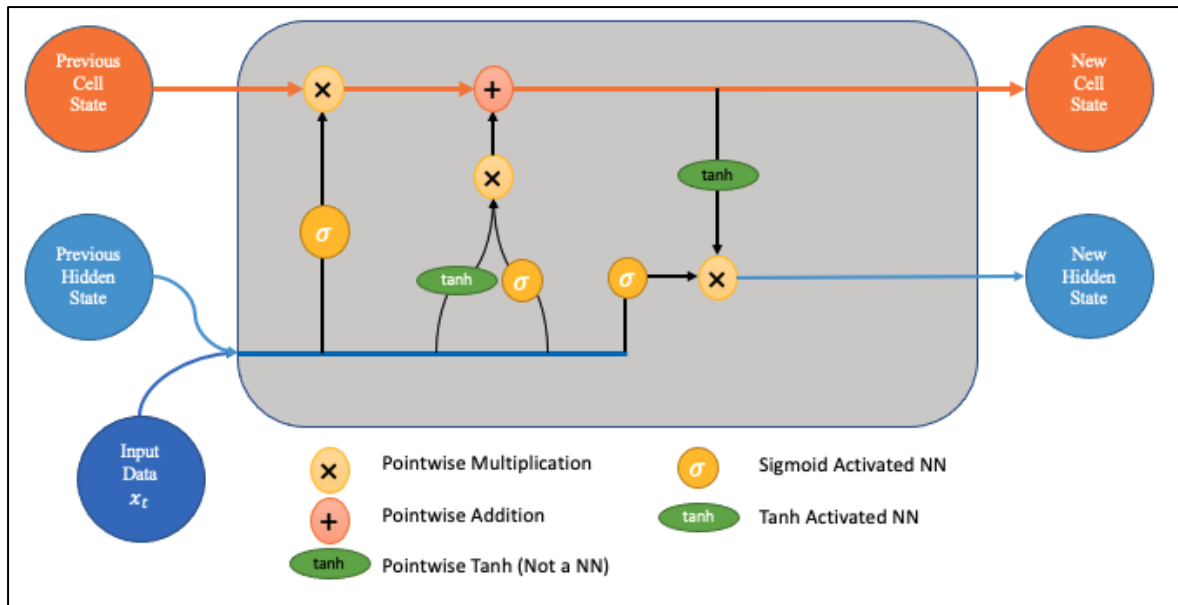 Previous
Cell
State
New
Cell
State
×
+
×
tanh
σ
Previous
Hidden
State
New
Hidden
State
tanh
σ
σ
×
Input
Data
x_t
× Pointwise Multiplication
σ Sigmoid Activated NN
+ Pointwise Addition
tanh Tanh Activated NN
tanh Pointwise Tanh (Not a NN)